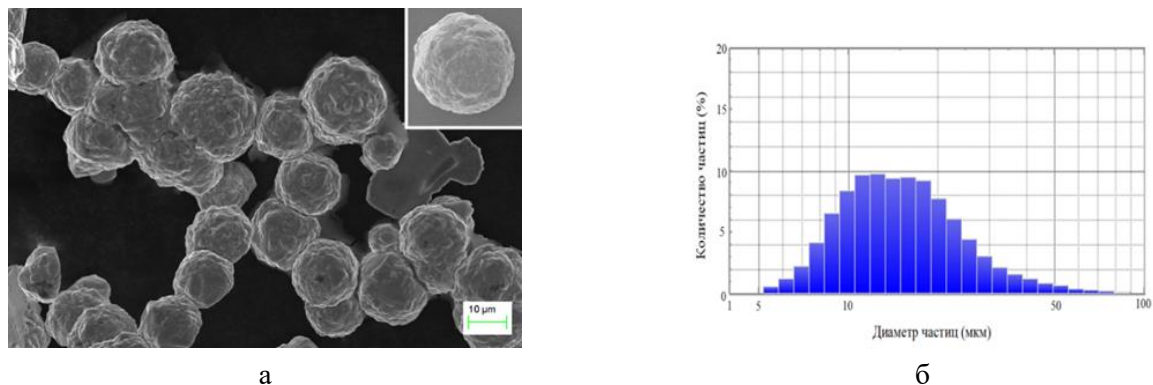 10 µm
Количество частиц (%)
20
15
10
5
0
1 5 10 50 100
Диаметр частиц (мкм)
а
б